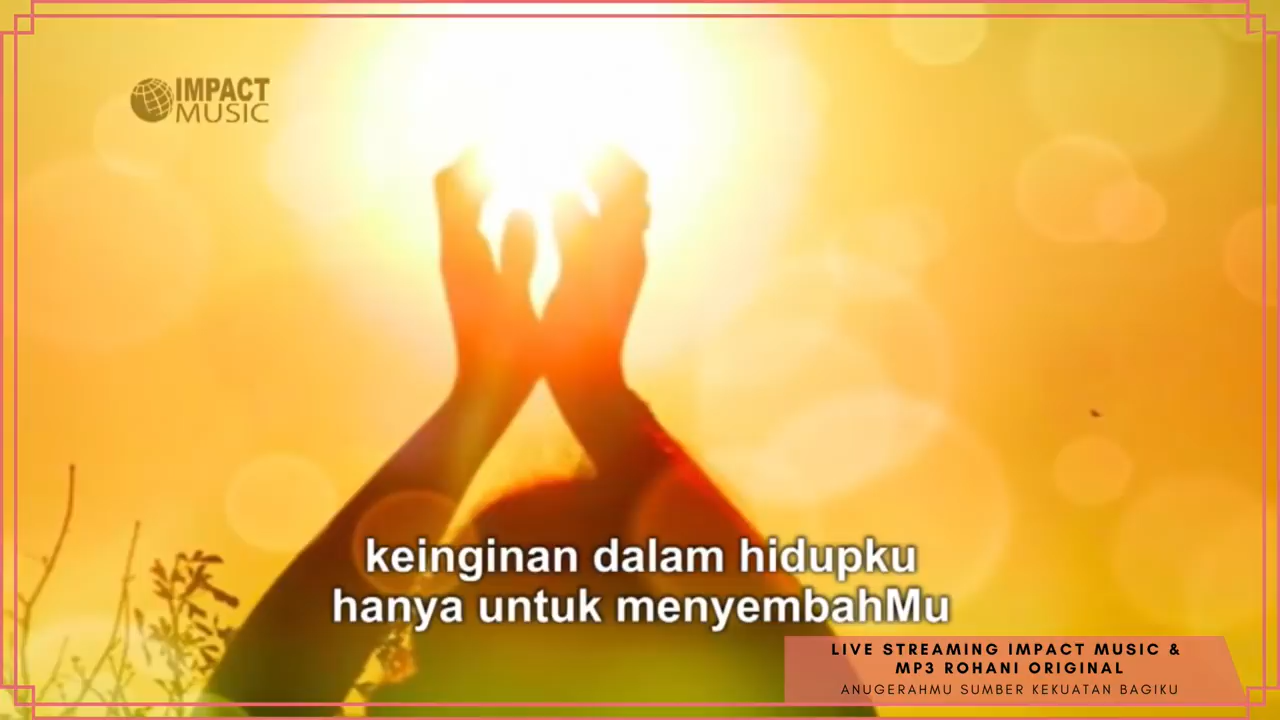 IMPACT
MUSIC
keinginan dalam hidupku
hanya untuk menyembahMu
LIVE STREAMING IMPACT MUSIC &
MP3 ROHANI ORIGINAL
ANUGERAHMU SUMBER KEKUATAN BAGIKU